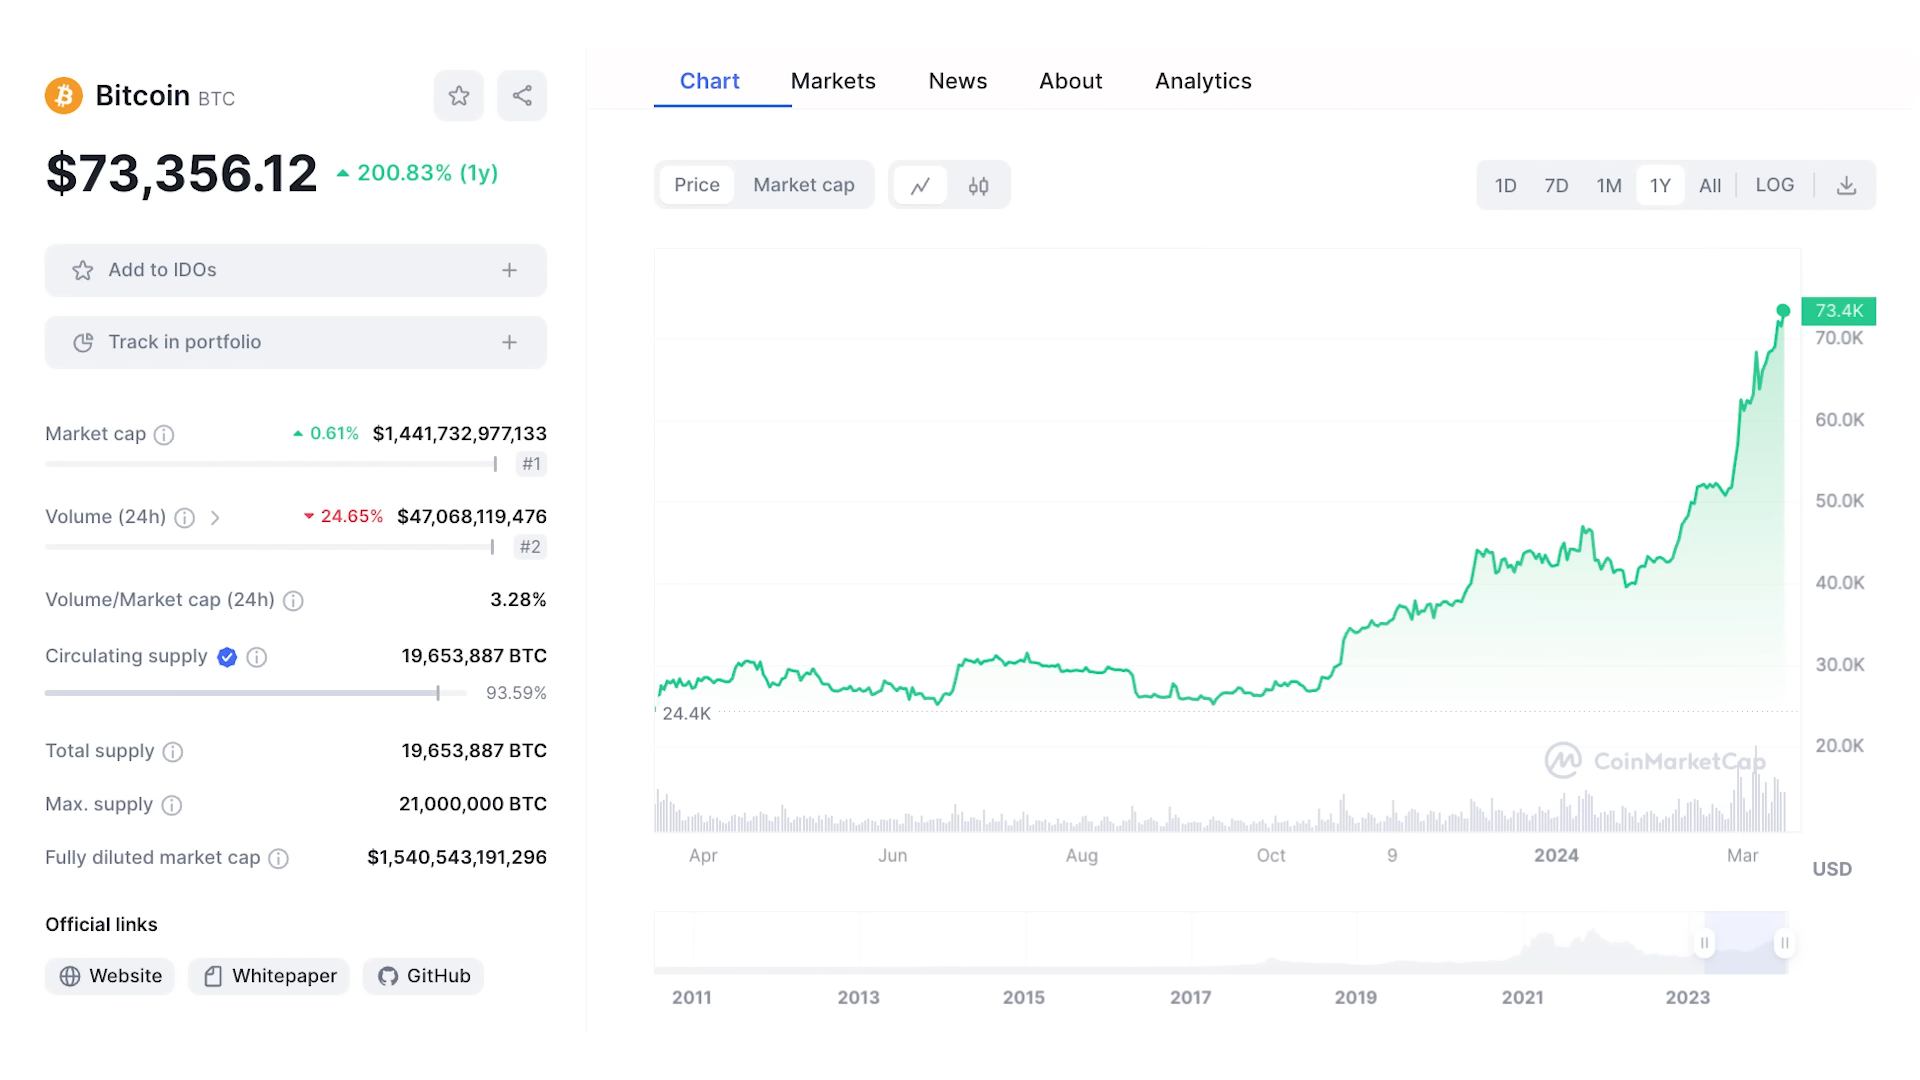 Bitcoin BTC
$73,356.12 200.83% (1y)
Add to IDOs
Track in portfolio
Market cap 0.61% $1,441,732,977,133
#1
Volume (24h) 24.65% $47,068,119,476
#2
Volume/Market cap (24h) 3.28%
Circulating supply 19,653,887 BTC
93.59%
Total supply 19,653,887 BTC
Max. supply 21,000,000 BTC
Fully diluted market cap $1,540,543,191,296
Official links
Website Whitepaper GitHub
Chart Markets News About Analytics
Price Market cap 1D 7D 1M 1Y All LOG
73.4K
70.0K
60.0K
50.0K
40.0K
30.0K
24.4K
20.0K
CoinMarketCap
Apr Jun Aug Oct 9 2024 Mar
USD
2011 2013 2015 2017 2019 2021 2023